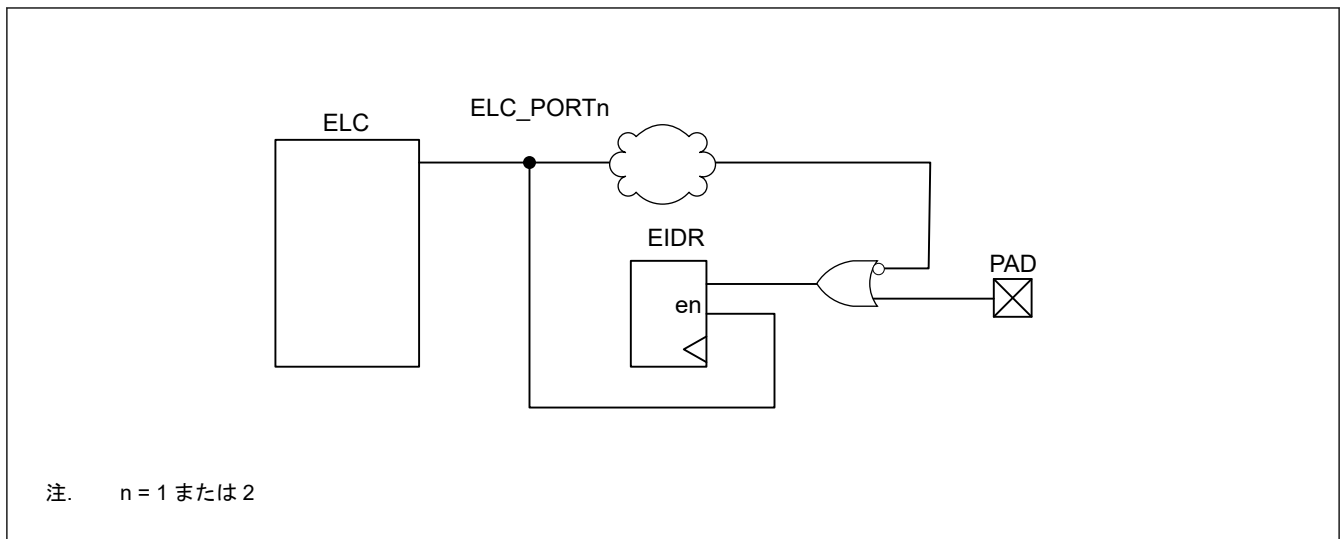 ELC_PORTn
ELC
EIDR
PAD
en
注. n = 1 または 2